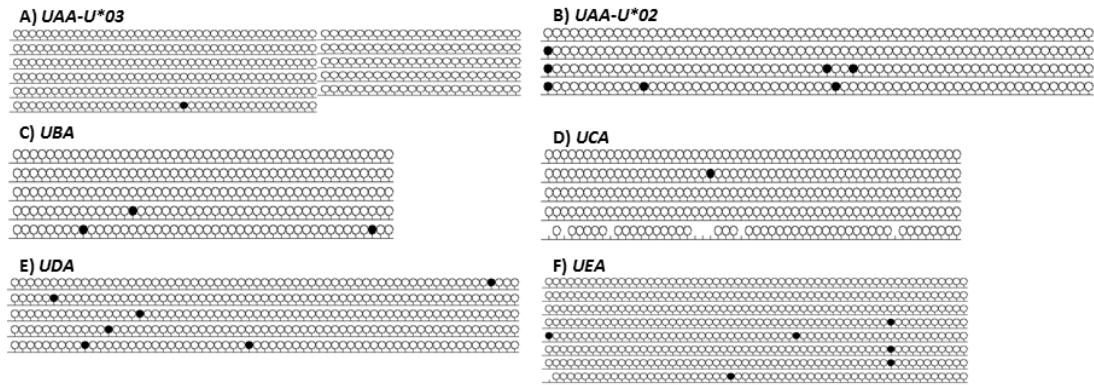 A) UAA-U*03
B) UAA-U*02
C) UBA
D) UCA
E) UDA
F) UEA